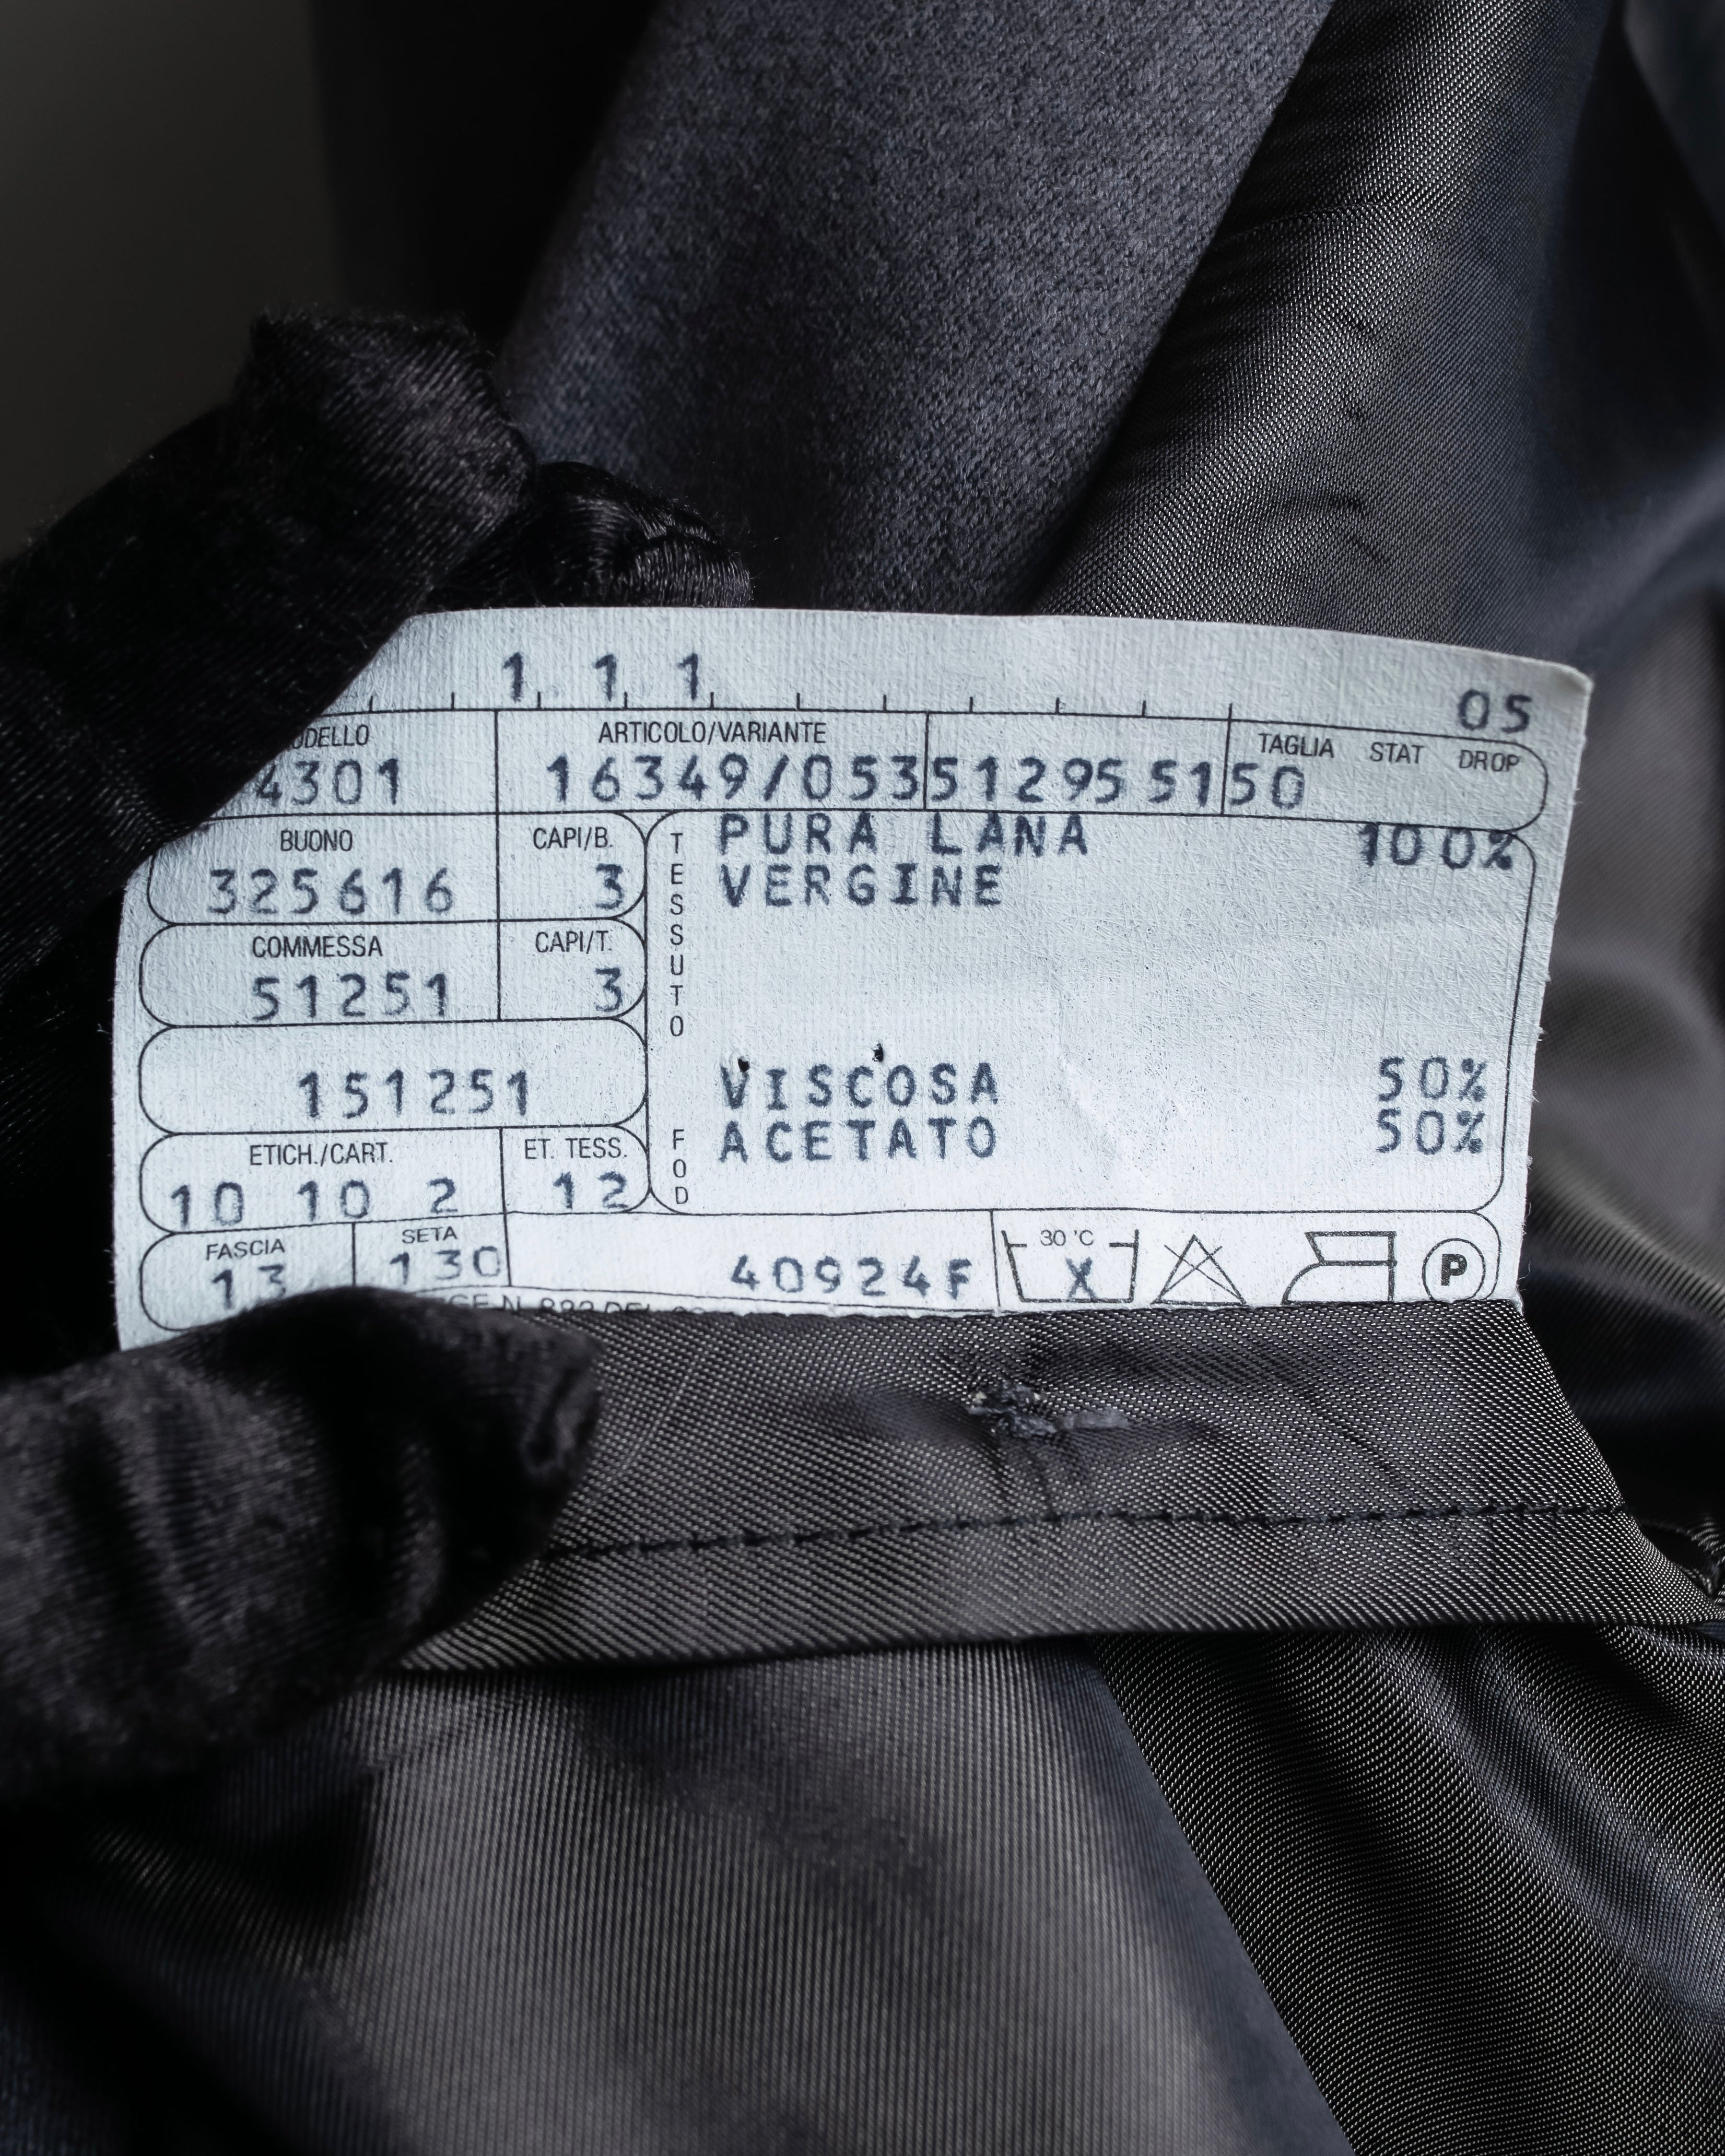 1 1 1
05
ODELLO ARTICOLO/VARIANTE TAGLIA STAT DROP
4301 16349/053 51295 51 50
BUONO CAPI/B. TESSUTO PURA LANA 100%
325616 3 VERGINE
COMMESSA CAPI/T.
51251 3
151251 VISCOSA 50%
FOD ACETATO 50%
ETICH./CART. ET. TESS.
10 10 2 12
FASCIA SETA 30 °C
13 130 40924F X P